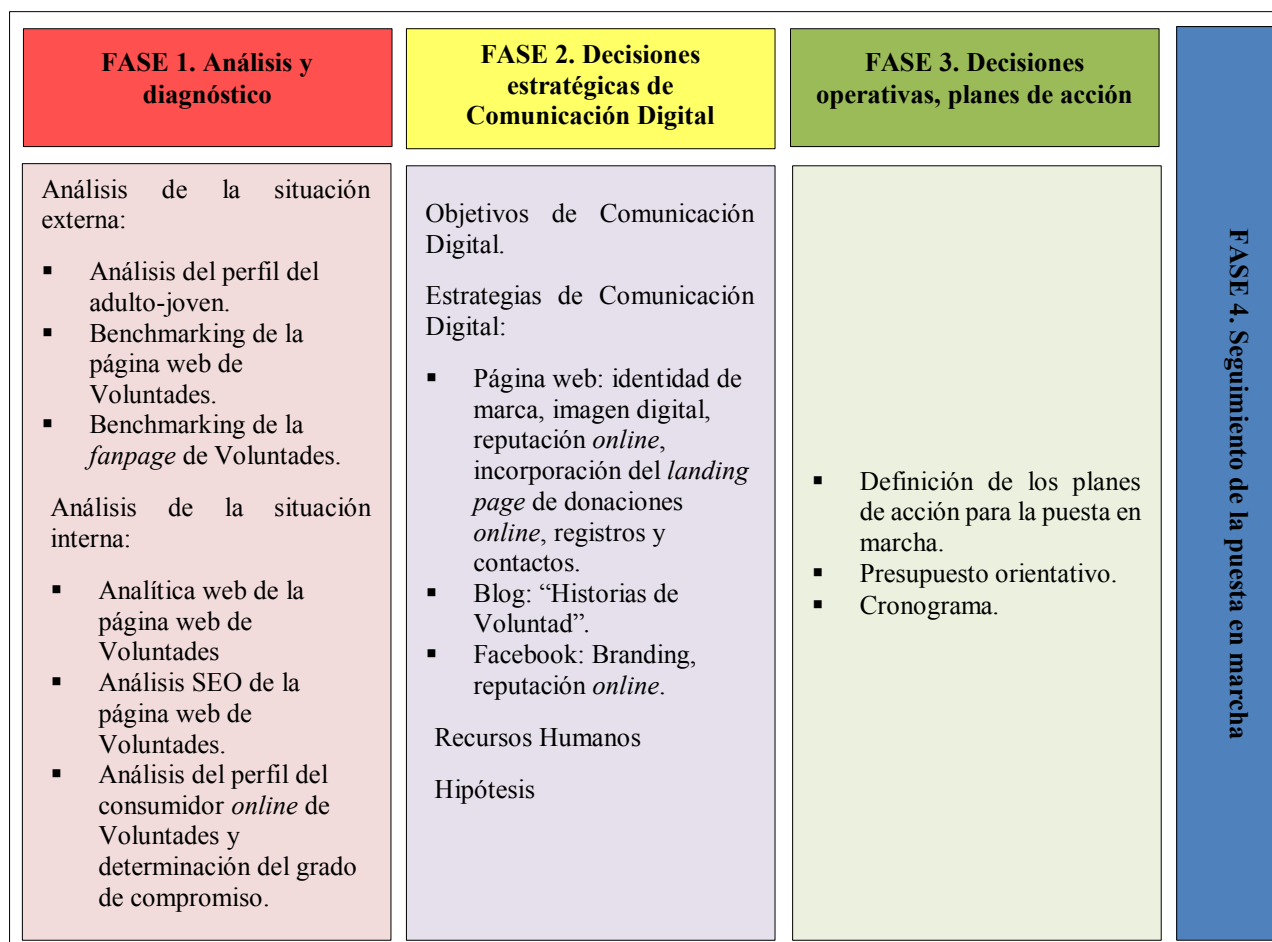 FASE 1. Análisis y
diagnóstico
Análisis de la situación
externa:
▪ Análisis del perfil del
adulto-joven.
▪ Benchmarking de la
página web de
Voluntades.
▪ Benchmarking de la
fanpage de Voluntades.
Análisis de la situación
interna:
▪ Analítica web de la
página web de
Voluntades
▪ Análisis SEO de la
página web de
Voluntades.
▪ Análisis del perfil del
consumidor online de
Voluntades y
determinación del grado
de compromiso.
FASE 2. Decisiones
estratégicas de
Comunicación Digital
Objetivos de Comunicación
Digital.
Estrategias de Comunicación
Digital:
▪ Página web: identidad de
marca, imagen digital,
reputación online,
incorporación del landing
page de donaciones
online, registros y
contactos.
▪ Blog: “Historias de
Voluntad”.
▪ Facebook: Branding,
reputación online.
Recursos Humanos
Hipótesis
FASE 3. Decisiones
operativas, planes de acción
▪ Definición de los planes
de acción para la puesta en
marcha.
▪ Presupuesto orientativo.
▪ Cronograma.
FASE 4. Seguimiento de la puesta en marcha